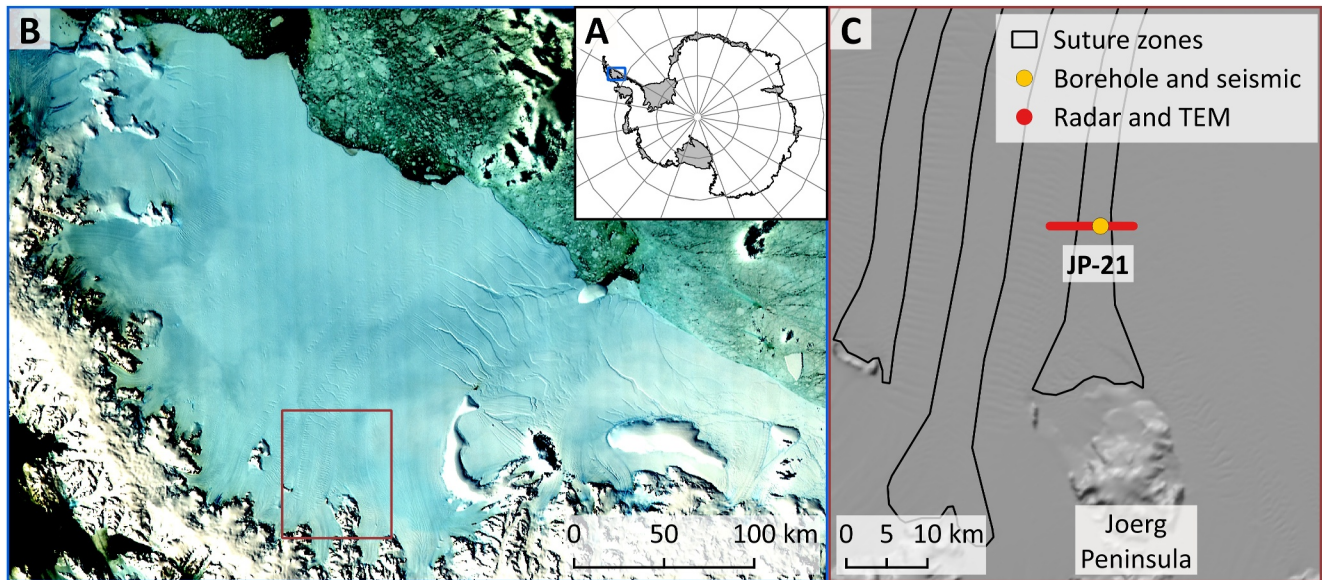 B
A
C
Suture zones
Borehole and seismic
Radar and TEM
JP-21
0 50 100 km
0 5 10 km
Joerg
Peninsula